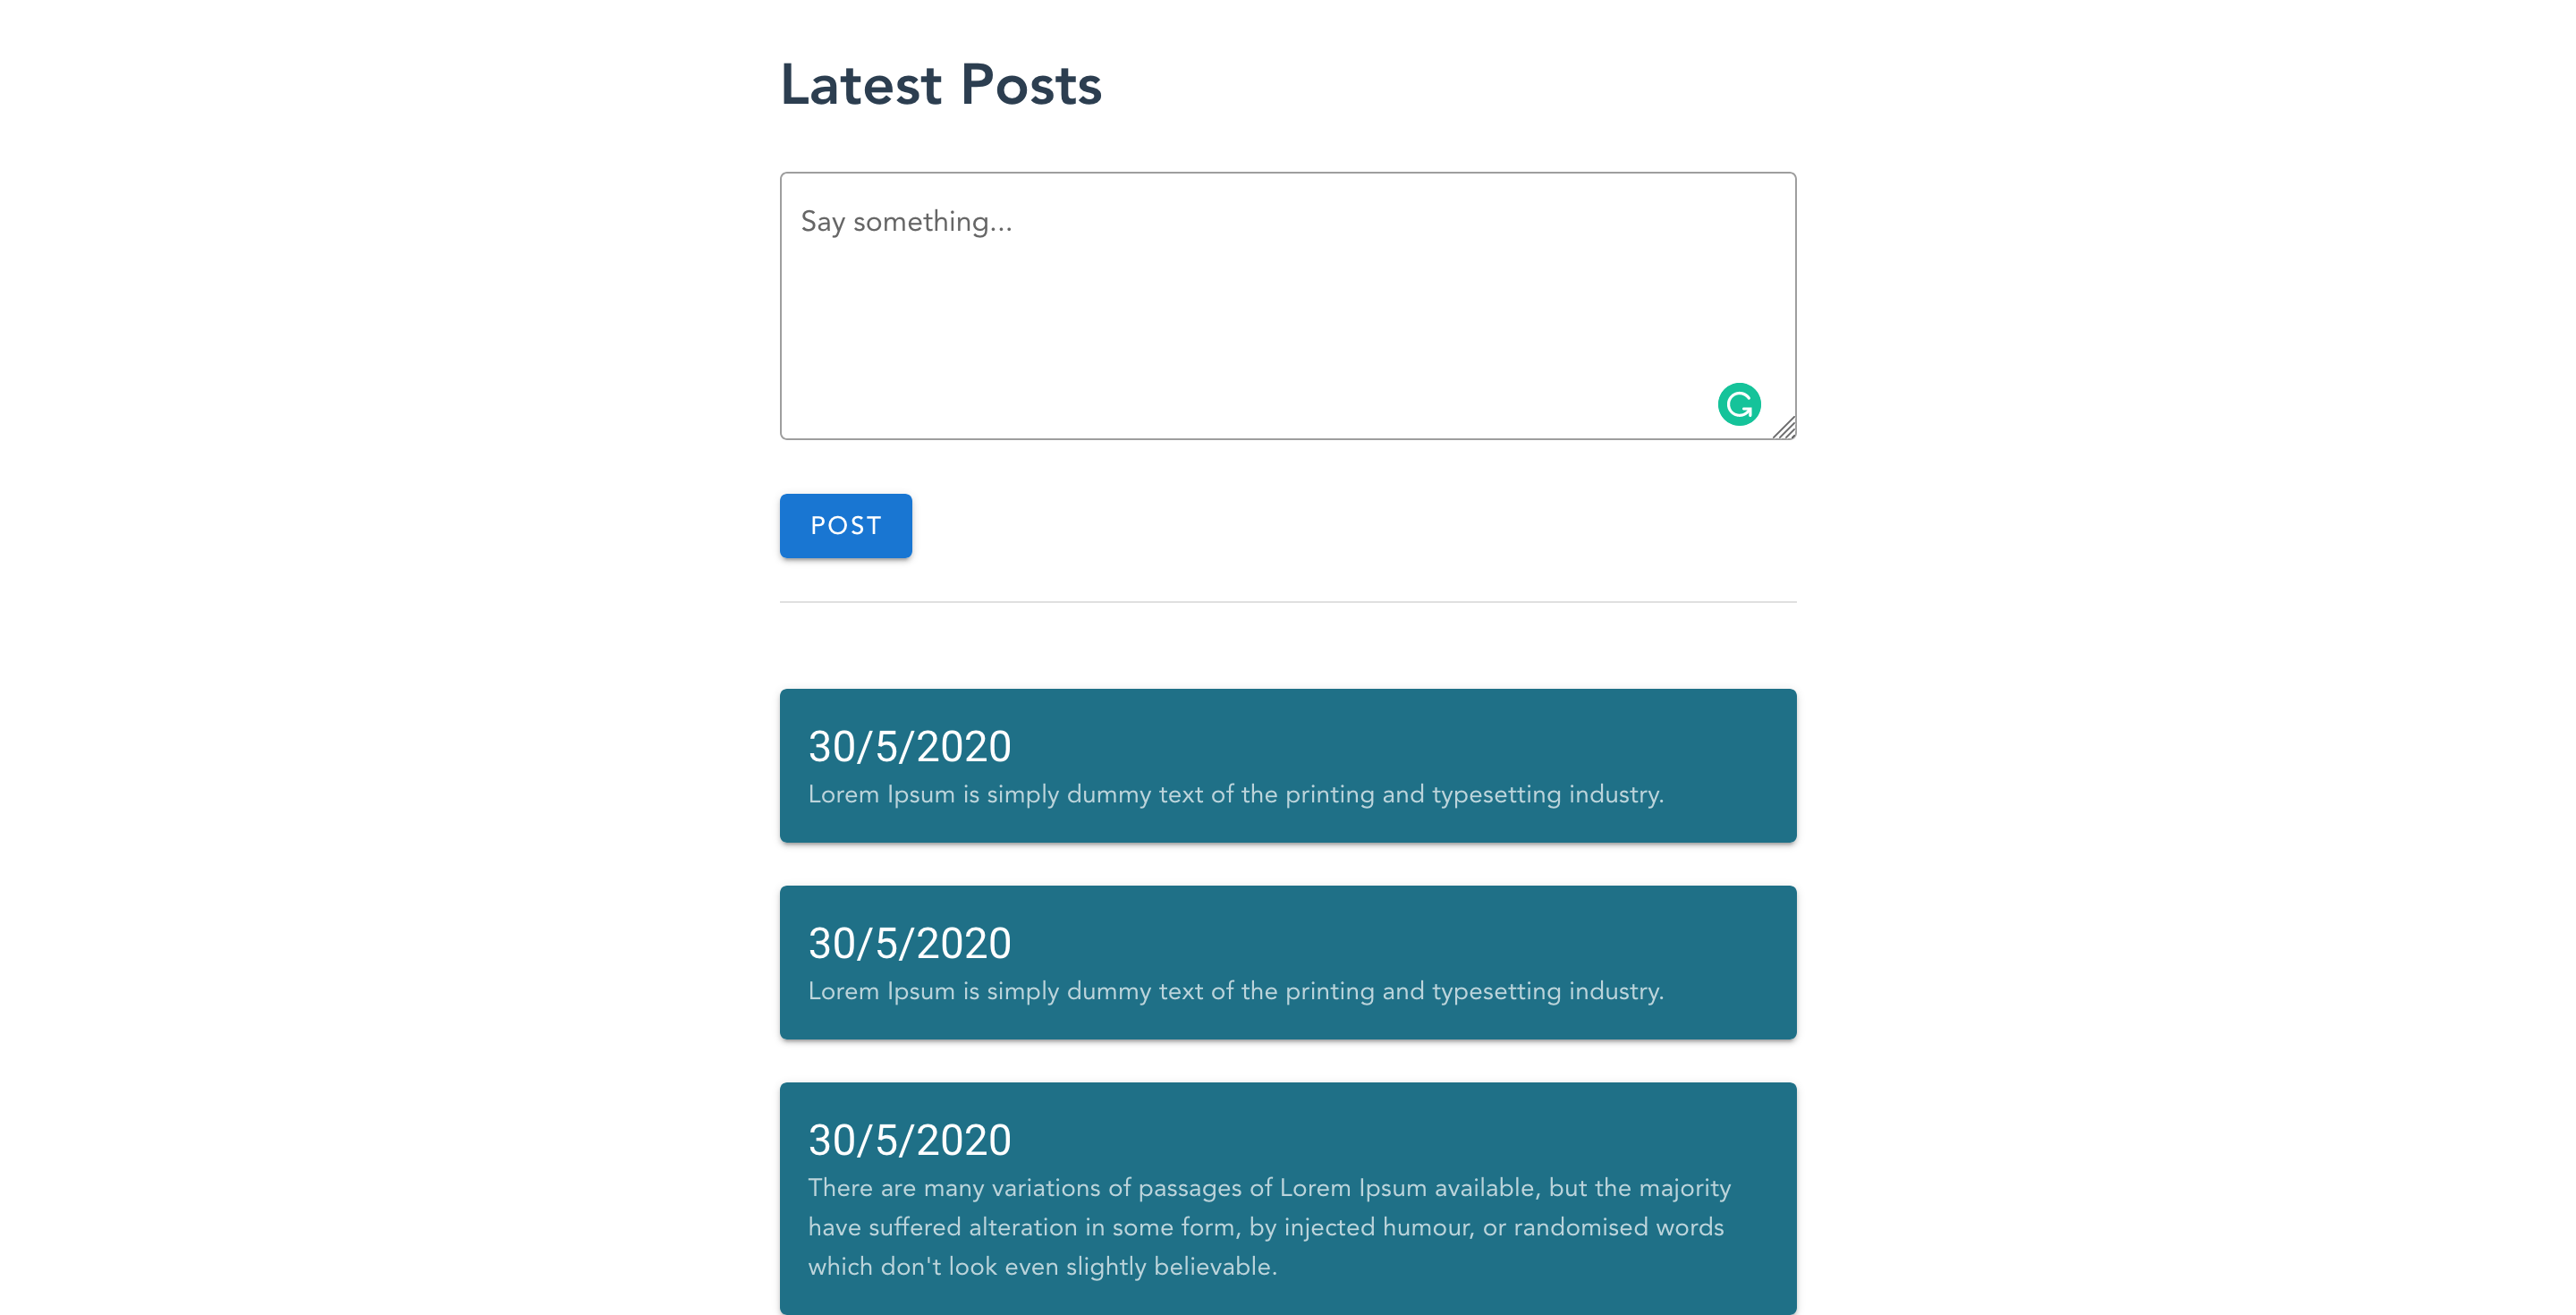 Latest Posts
Say something...
POST
30/5/2020
Lorem Ipsum is simply dummy text of the printing and typesetting industry.
30/5/2020
Lorem Ipsum is simply dummy text of the printing and typesetting industry.
30/5/2020
There are many variations of passages of Lorem Ipsum available, but the majority
have suffered alteration in some form, by injected humour, or randomised words
which don't look even slightly believable.